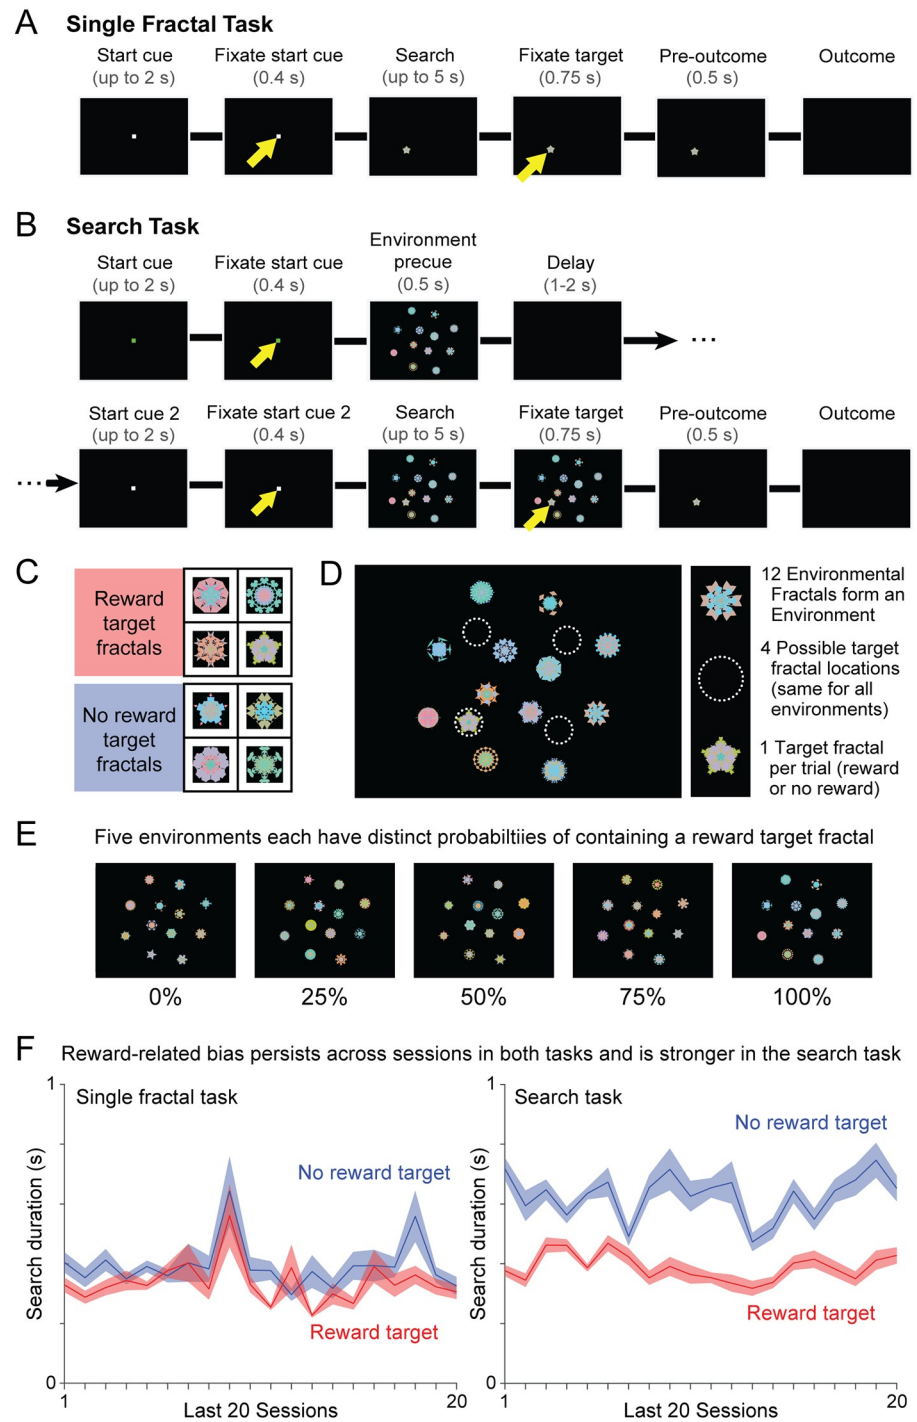 A Single Fractal Task
Start cue Fixate start cue Search Fixate target Pre-outcome Outcome
(up to 2 s) (0.4 s) (up to 5 s) (0.75 s) (0.5 s)
B Search Task
Environment
Start cue Fixate start cue precue Delay
(up to 2 s) (0.4 s) (0.5 s) (1-2 s)
...
Start cue 2 Fixate start cue 2 Search Fixate target Pre-outcome Outcome
(up to 2 s) (0.4 s) (up to 5 s) (0.75 s) (0.5 s)
...
C
Reward
target
fractals
No reward
target
fractals
D
12 Environmental
Fractals form an
Environment
4 Possible target
fractal locations
(same for all
environments)
1 Target fractal
per trial (reward
or no reward)
E Five environments each have distinct probabiltiies of containing a reward target fractal
0% 25% 50% 75% 100%
F Reward-related bias persists across sessions in both tasks and is stronger in the search task
Single fractal task
1
No reward target
Search duration (s)
Reward target
0
1 20
Last 20 Sessions
Search task
1
No reward target
Search duration (s)
Reward target
0
1 20
Last 20 Sessions